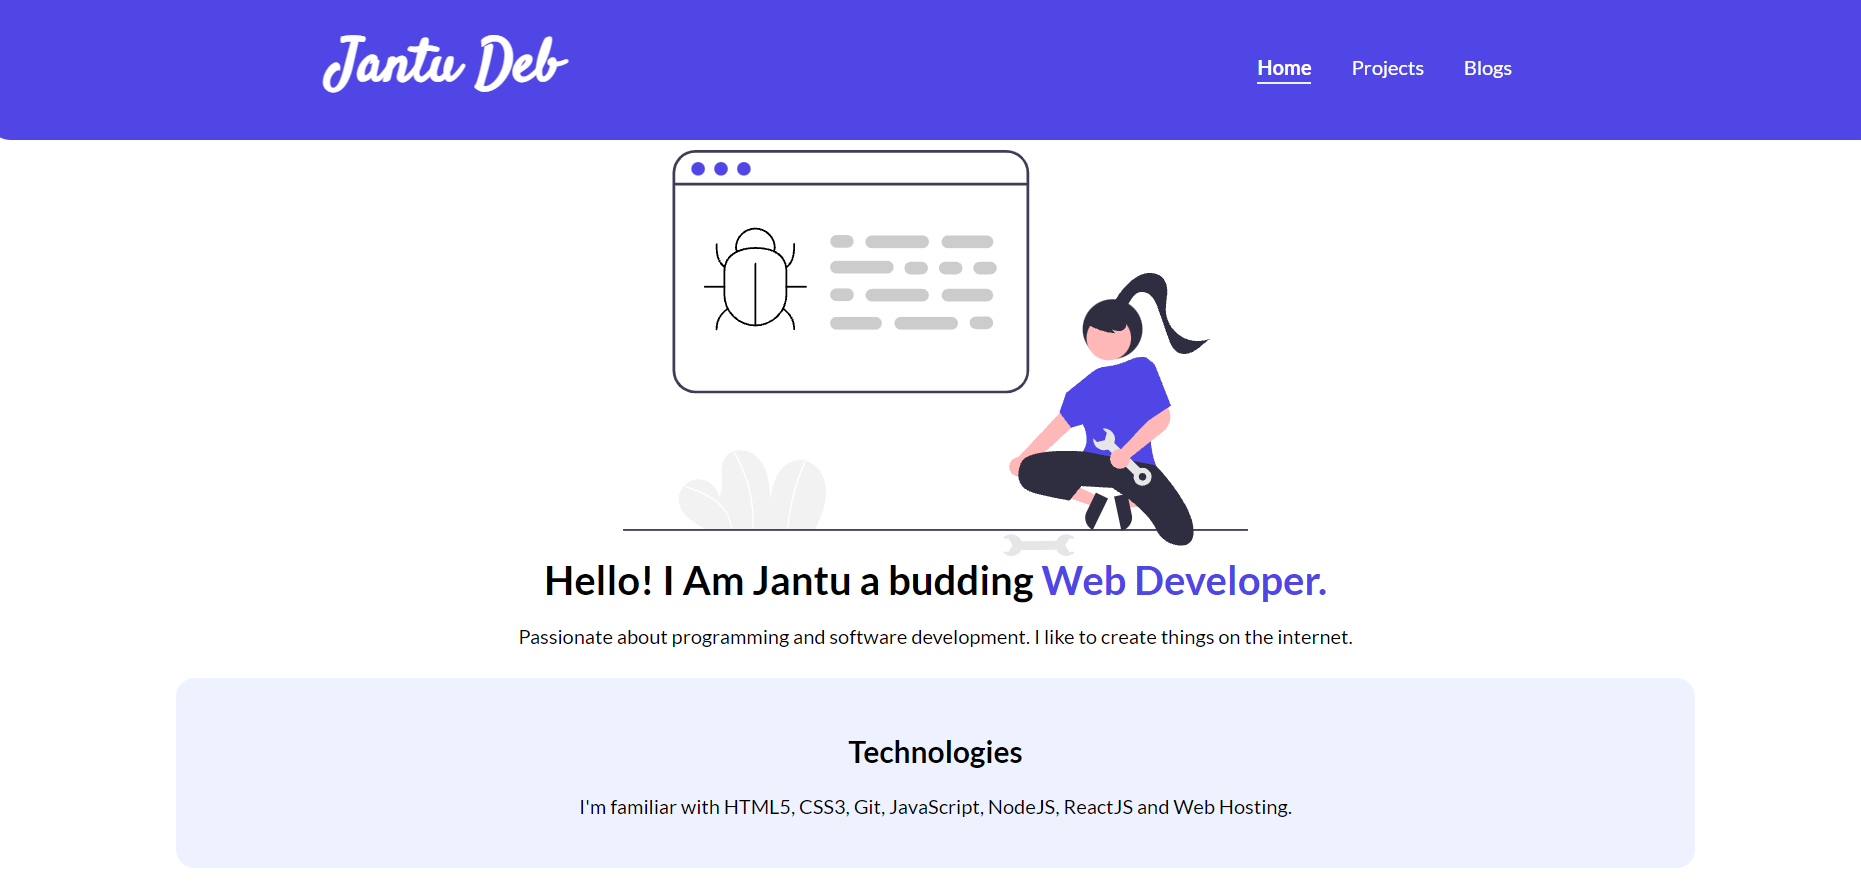 Jantu Deb
Home Projects Blogs
Hello! I Am Jantu a budding Web Developer.
Passionate about programming and software development. I like to create things on the internet.
Technologies
I'm familiar with HTML5, CSS3, Git, JavaScript, NodeJS, ReactJS and Web Hosting.